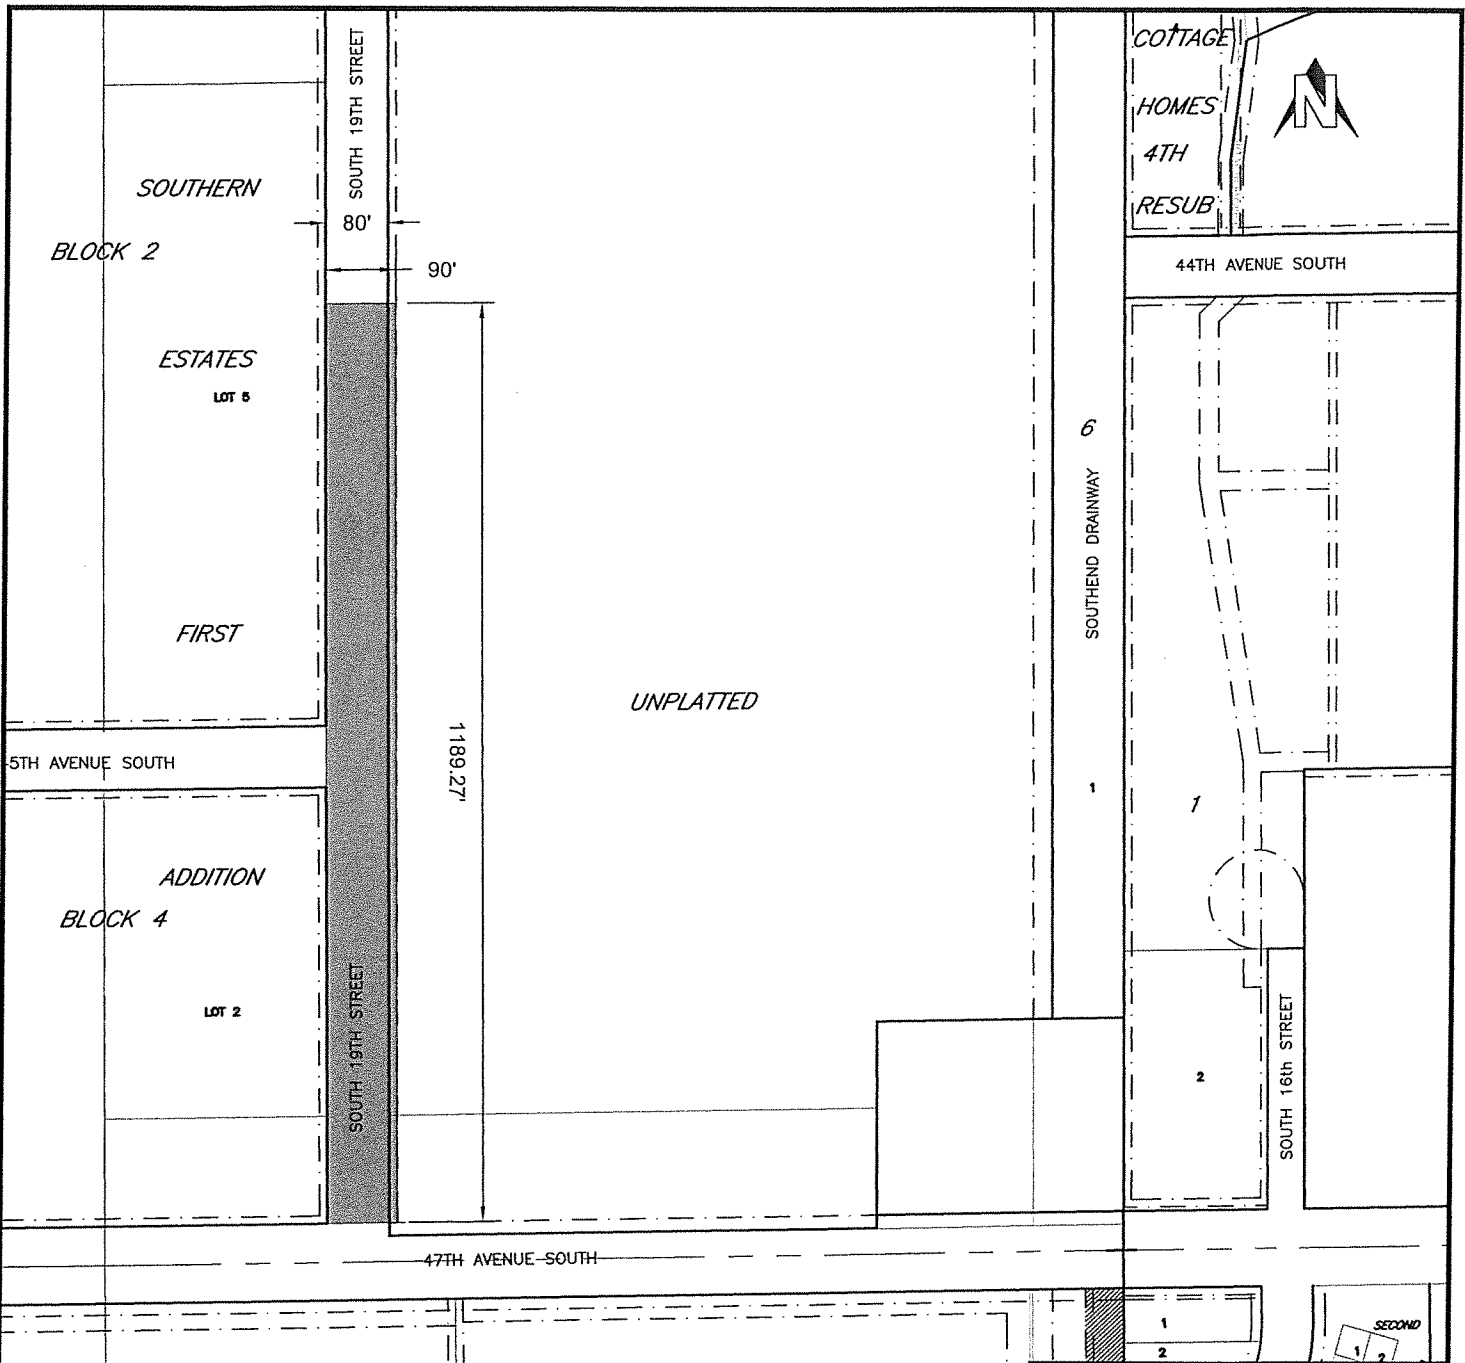 COTTAGE
HOMES
4TH
RESUB
N
SOUTH 19TH STREET
SOUTHERN
80'
BLOCK 2
90'
44TH AVENUE SOUTH
ESTATES
LOT 5
6
SOUTHEND DRAINWAY
FIRST
UNPLATTED
1189.27'
5TH AVENUE SOUTH
1
1
ADDITION
BLOCK 4
LOT 2
SOUTH 19TH STREET
2
SOUTH 16th STREET
47TH AVENUE SOUTH
1
2
SECOND
1
2